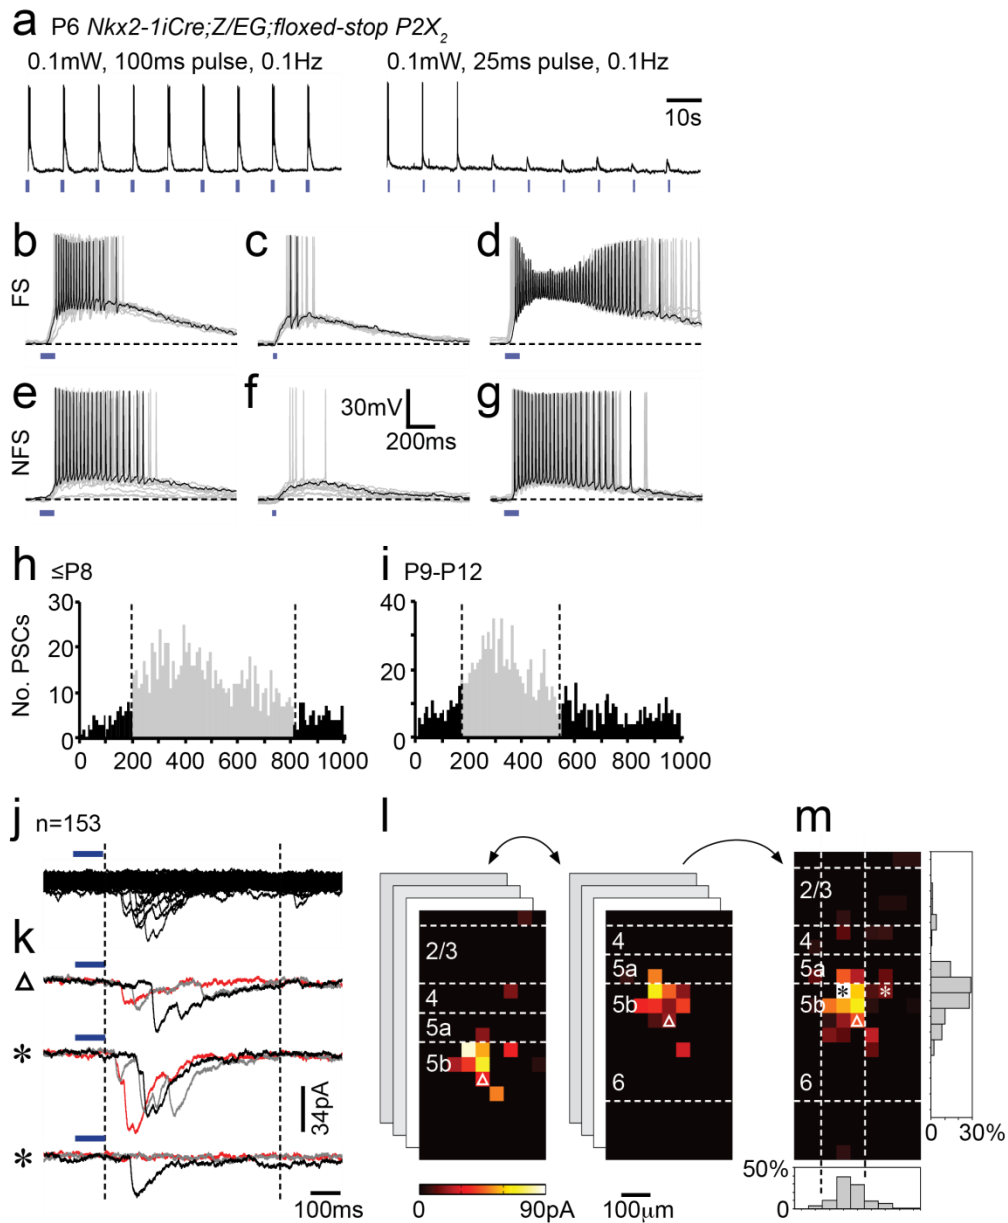 a P6 Nkx2-1iCre;Z/EG;floxed-stop P2X₂
0.1mW, 100ms pulse, 0.1Hz
0.1mW, 25ms pulse, 0.1Hz
10s
b
c
d
FS
e
f
g
NFS
30mV
200ms
h ≤P8
i P9-P12
No. PSCs
30
20
10
0
0 200 400 600 800 1000
40
20
0
0 200 400 600 800 1000
j n=153
k
Δ
*
*
34pA
100ms
l
2/3
4
5a
5b
Δ
0 90pA
4
5a
5b
Δ
6
100μm
m
2/3
4
5a
5b
* *
Δ
6
0 30%
50%
0